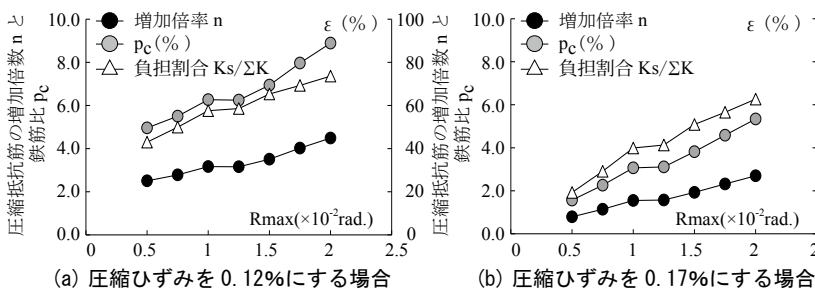 圧縮抵抗筋の増加倍数 n と
鉄筋比 pc
10.0
8.0
6.0
4.0
2.0
0.0
増加倍率 n
pc(%)
負担割合 Ks/ΣK
ε(%)
100
80
60
40
20
0
Rmax(×10-2rad.)
0 0.5 1 1.5 2 2.5
(a) 圧縮ひずみを 0.12%にする場合
圧縮抵抗筋の増加倍数 n と
鉄筋比 pc
10.0
8.0
6.0
4.0
2.0
0.0
増加倍率 n
pc(%)
負担割合 Ks/ΣK
ε(%)
Rmax(×10-2rad.)
0 0.5 1 1.5 2
(b) 圧縮ひずみを 0.17%にする場合